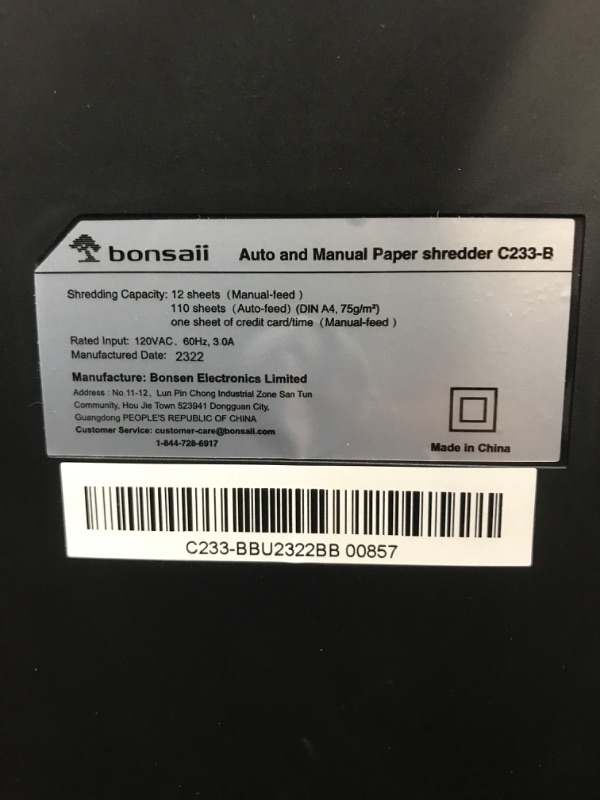 bonsaii Auto and Manual Paper shredder C233-B
Shredding Capacity: 12 sheets (Manual-feed)
110 sheets (Auto-feed) (DIN A4, 75g/m²)
one sheet of credit card/time (Manual-feed)
Rated Input: 120VAC, 60Hz, 3.0A
Manufactured Date: 2322
Manufacture: Bonsen Electronics Limited
Address: No.11-12, Lun Pin Chong Industrial Zone San Tun
Community, Hou Jie Town 523941 Dongguan City,
Guangdong PEOPLE'S REPUBLIC OF CHINA
Customer Service: customer-care@bonsaii.com
1-844-728-6917
Made in China
C233-BBU2322BB 00857